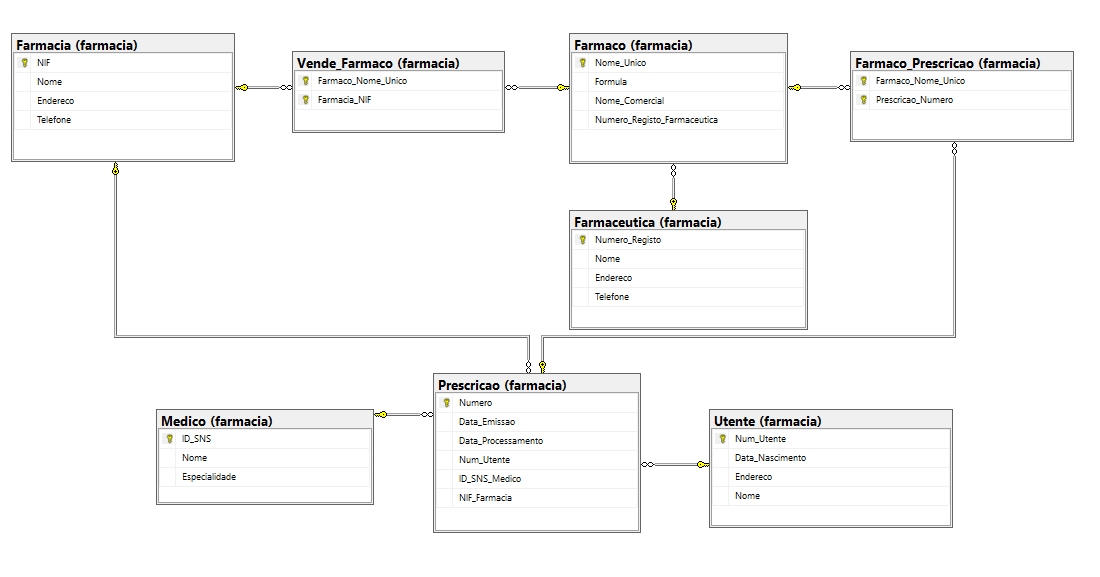 Farmacia (farmacia)
NIF
Nome
Endereco
Telefone
Vende_Farmaco (farmacia)
Farmaco_Nome_Unico
Farmacia_NIF
Farmaco (farmacia)
Nome_Unico
Formula
Nome_Comercial
Numero_Registo_Farmaceutica
Farmaco_Prescricao (farmacia)
Farmaco_Nome_Unico
Prescricao_Numero
Farmaceutica (farmacia)
Numero_Registo
Nome
Endereco
Telefone
Prescricao (farmacia)
Numero
Data_Emissao
Data_Processamento
Num_Utente
ID_SNS_Medico
NIF_Farmacia
Medico (farmacia)
ID_SNS
Nome
Especialidade
Utente (farmacia)
Num_Utente
Data_Nascimento
Endereco
Nome